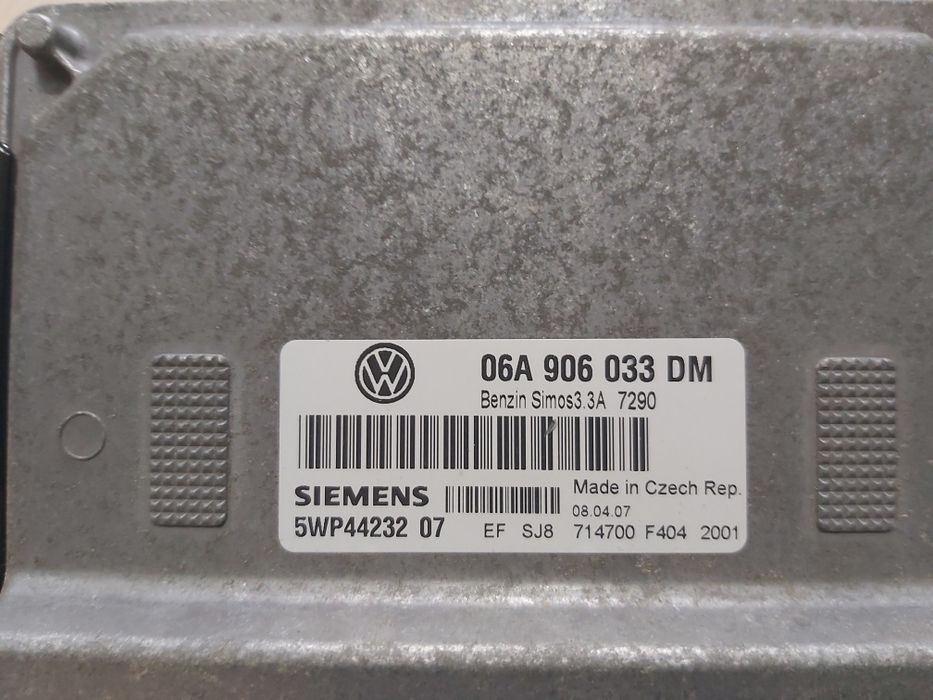 06A 906 033 DM
Benzin Simos3.3A 7290
SIEMENS
Made in Czech Rep.
08.04.07
5WP44232 07
EF SJ8 714700 F404 2001